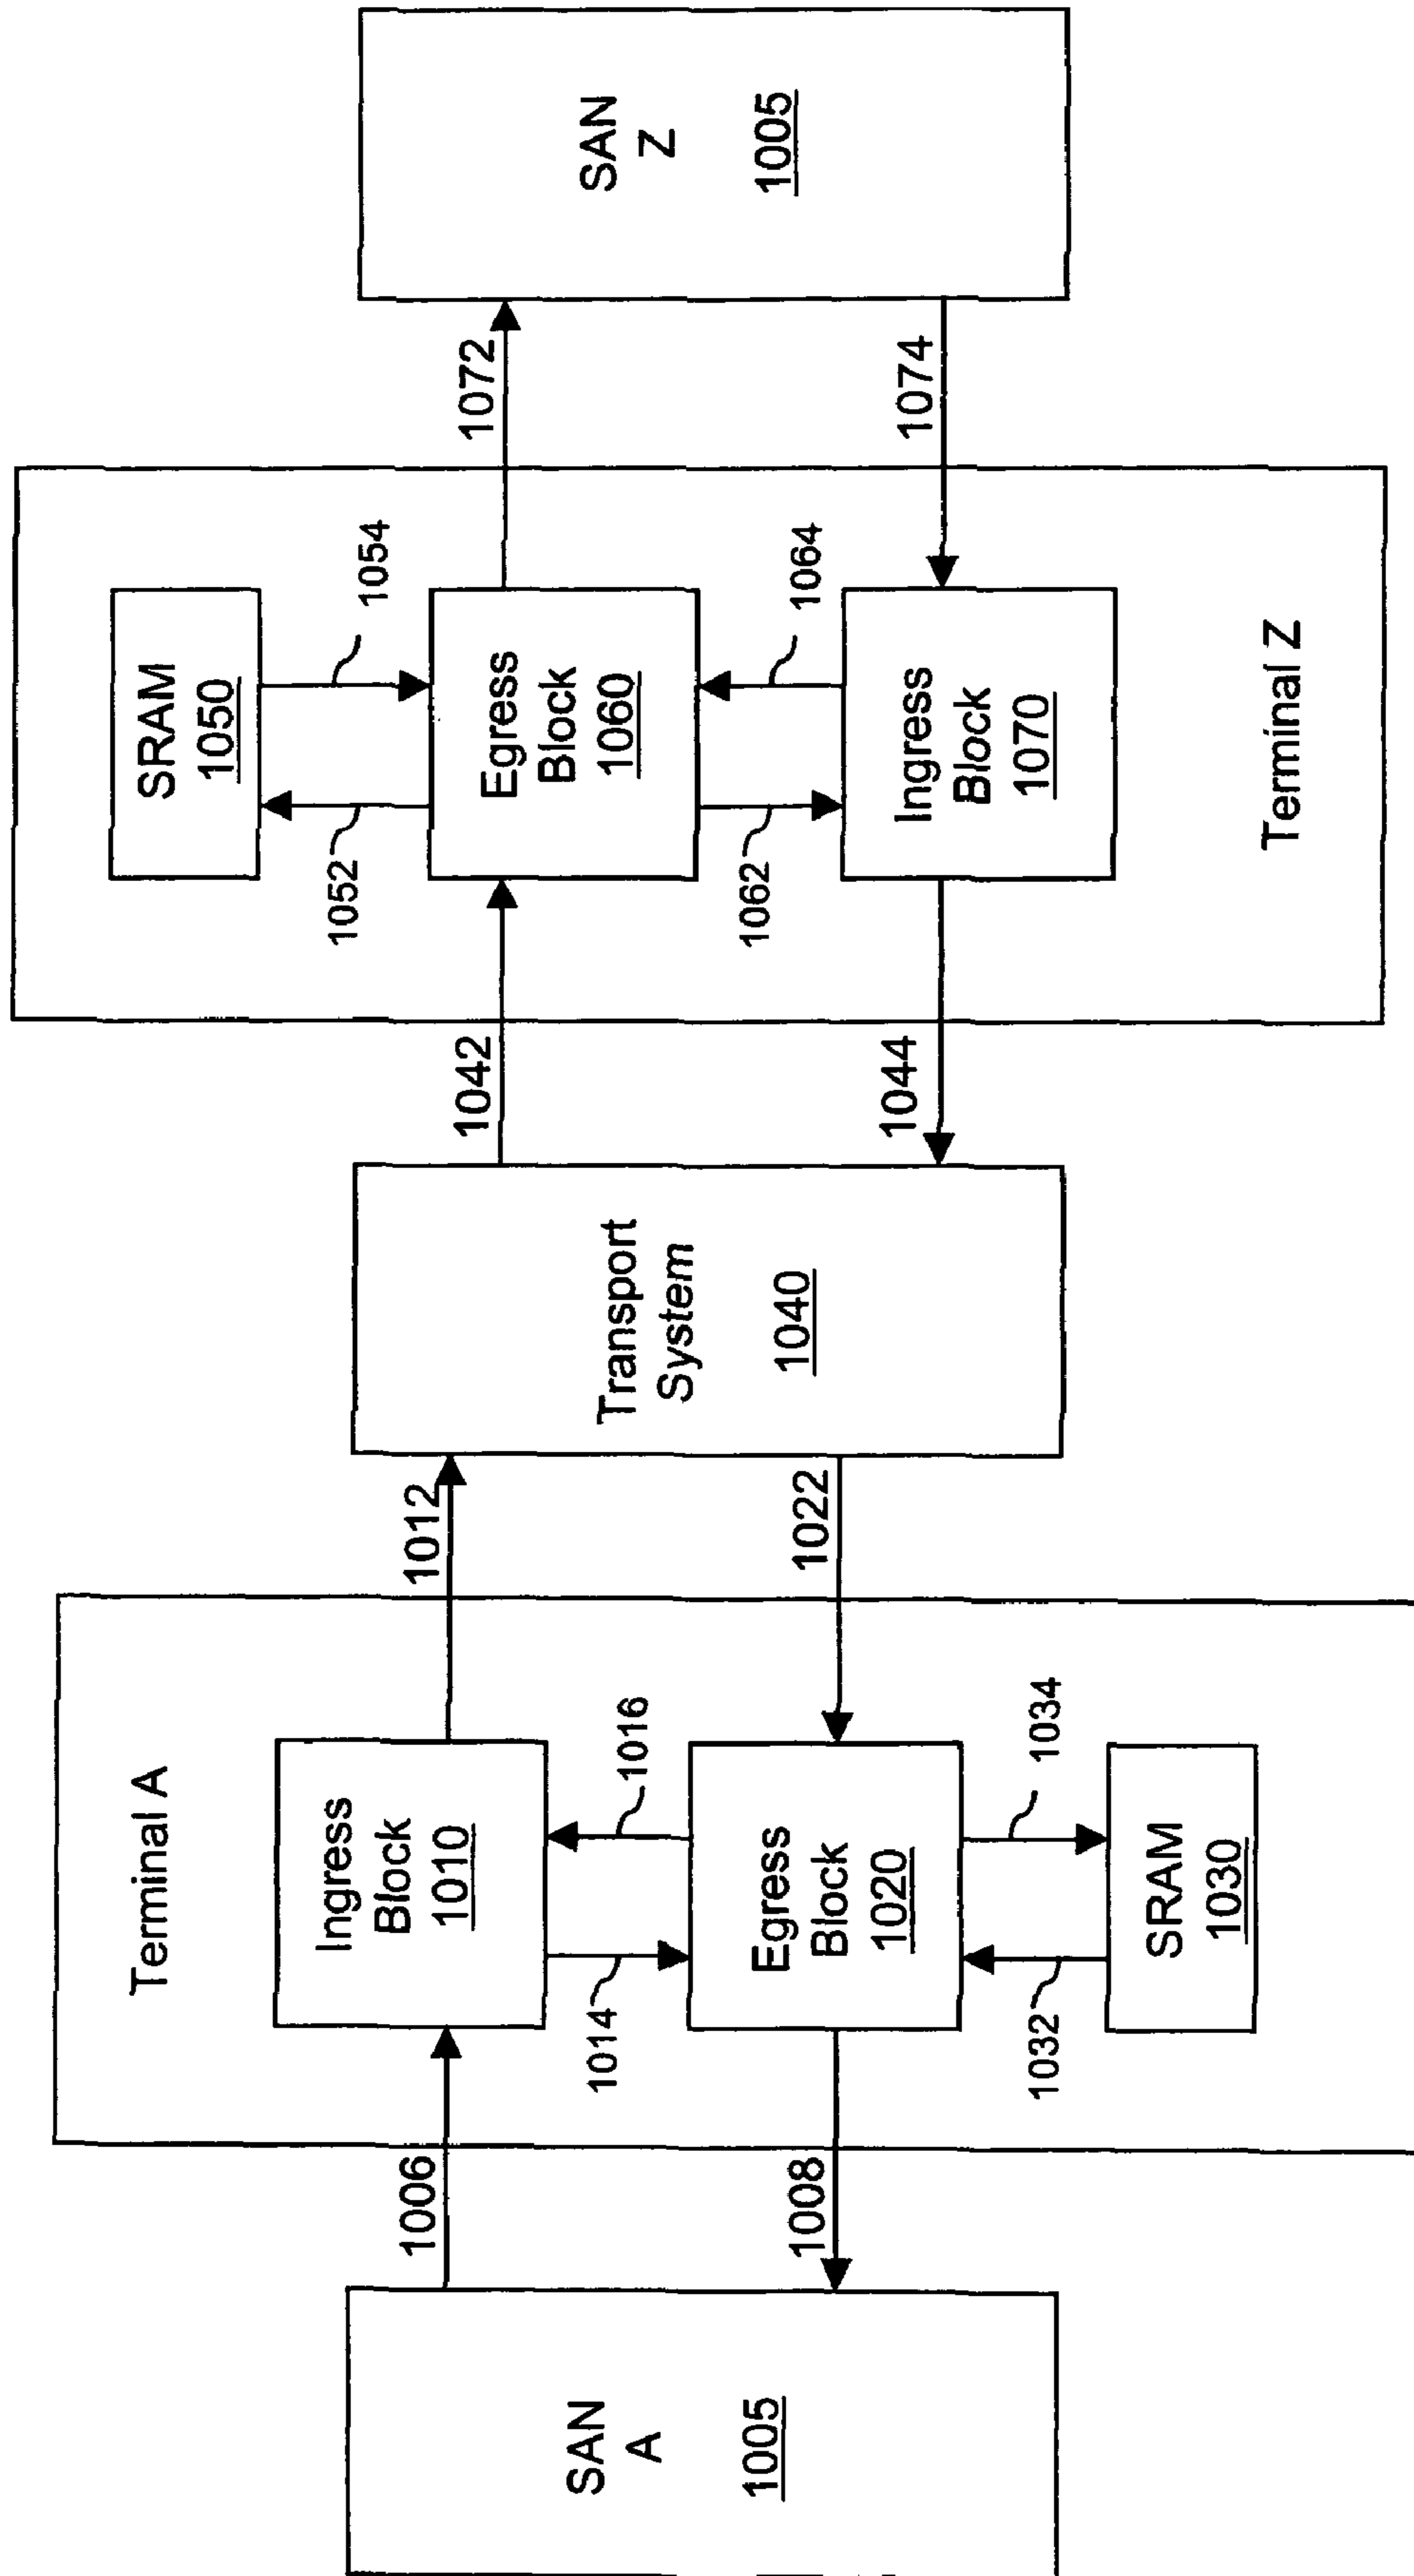 SAN
A
1005
1006
1008
Terminal A
Ingress
Block
1010
1014
1016
Egress
Block
1020
1032
1034
SRAM
1030
1012
1022
Transport
System
1040
1042
1044
SRAM
1050
1052
1054
Egress
Block
1060
1062
1064
Ingress
Block
1070
Terminal Z
1072
1074
SAN
Z
1005